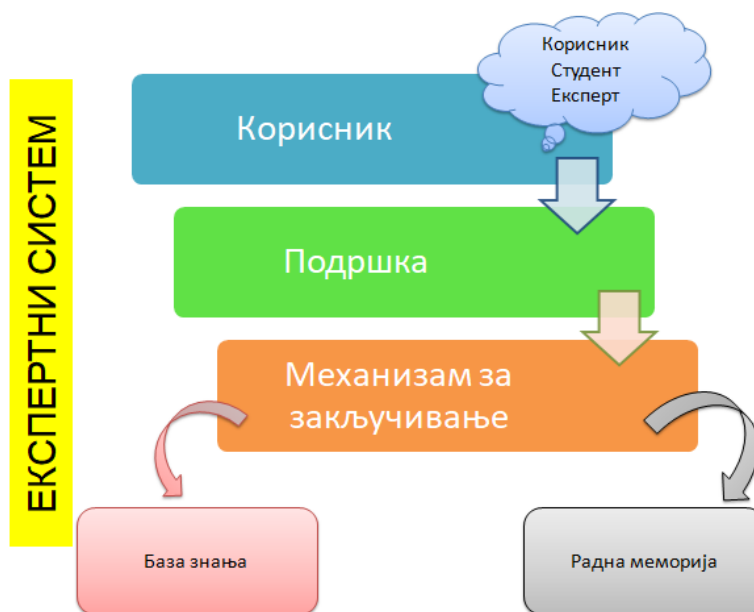 ЕКСПЕРТНИ СИСТЕМ
Корисник
Студент
Експерт
Корисник
Подршка
Механизам за
закључивање
База знања
Радна меморија